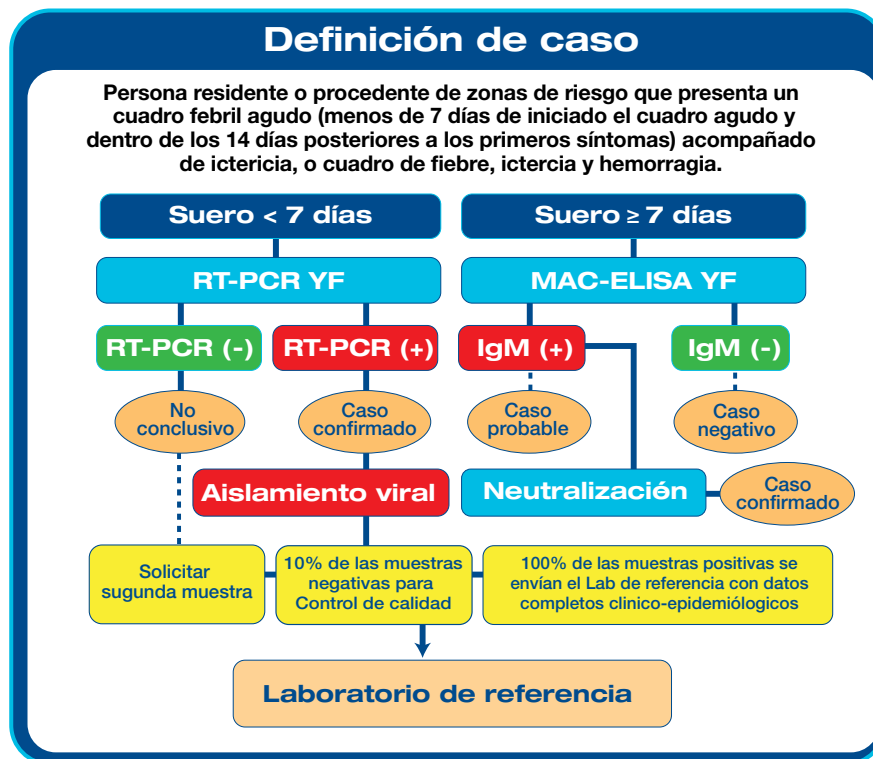 Definición de caso
Persona residente o procedente de zonas de riesgo que presenta un
cuadro febril agudo (menos de 7 días de iniciado el cuadro agudo y
dentro de los 14 días posteriores a los primeros síntomas) acompañado
de ictericia, o cuadro de fiebre, ictercia y hemorragia.
Suero < 7 días
Suero ≥ 7 días
RT-PCR YF
MAC-ELISA YF
RT-PCR (-)
RT-PCR (+)
IgM (+)
IgM (-)
No
conclusivo
Caso
confirmado
Caso
probable
Caso
negativo
Aislamiento viral
Neutralización
Caso
confirmado
Solicitar
sugunda muestra
10% de las muestras
negativas para
Control de calidad
100% de las muestras positivas se
envían el Lab de referencia con datos
completos clinico-epidemiólogicos
Laboratorio de referencia